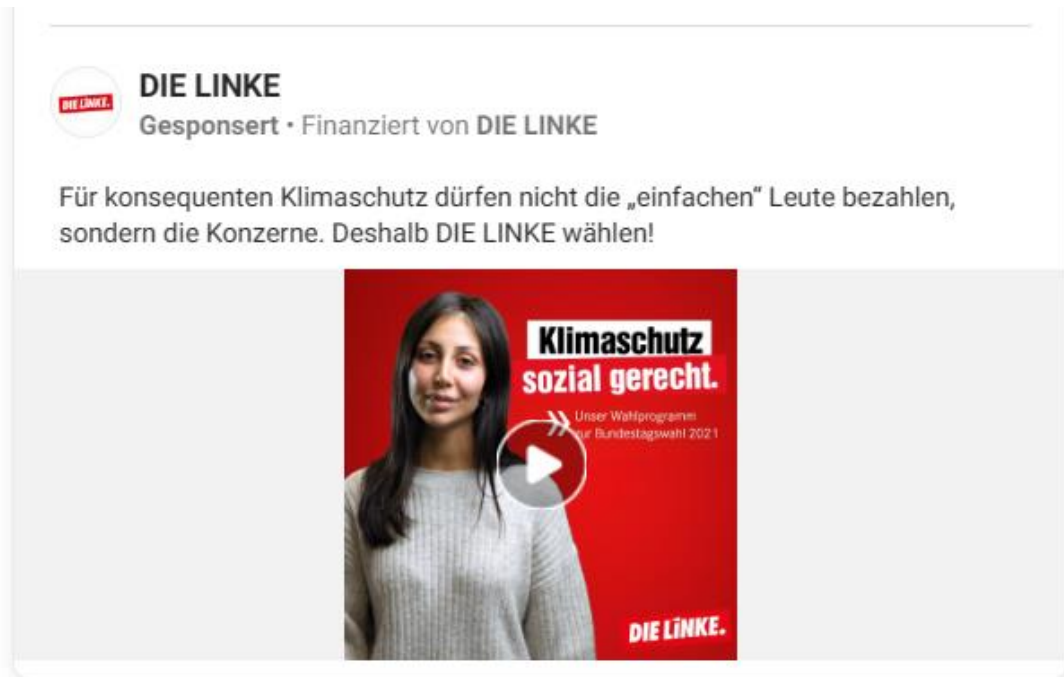 DIE LINKE.
DIE LINKE
Gesponsert • Finanziert von DIE LINKE
Für konsequenten Klimaschutz dürfen nicht die „einfachen“ Leute bezahlen,
sondern die Konzerne. Deshalb DIE LINKE wählen!
Klimaschutz
sozial gerecht.
Unser Wahlprogramm
zur Bundestagswahl 2021
DIE LINKE.